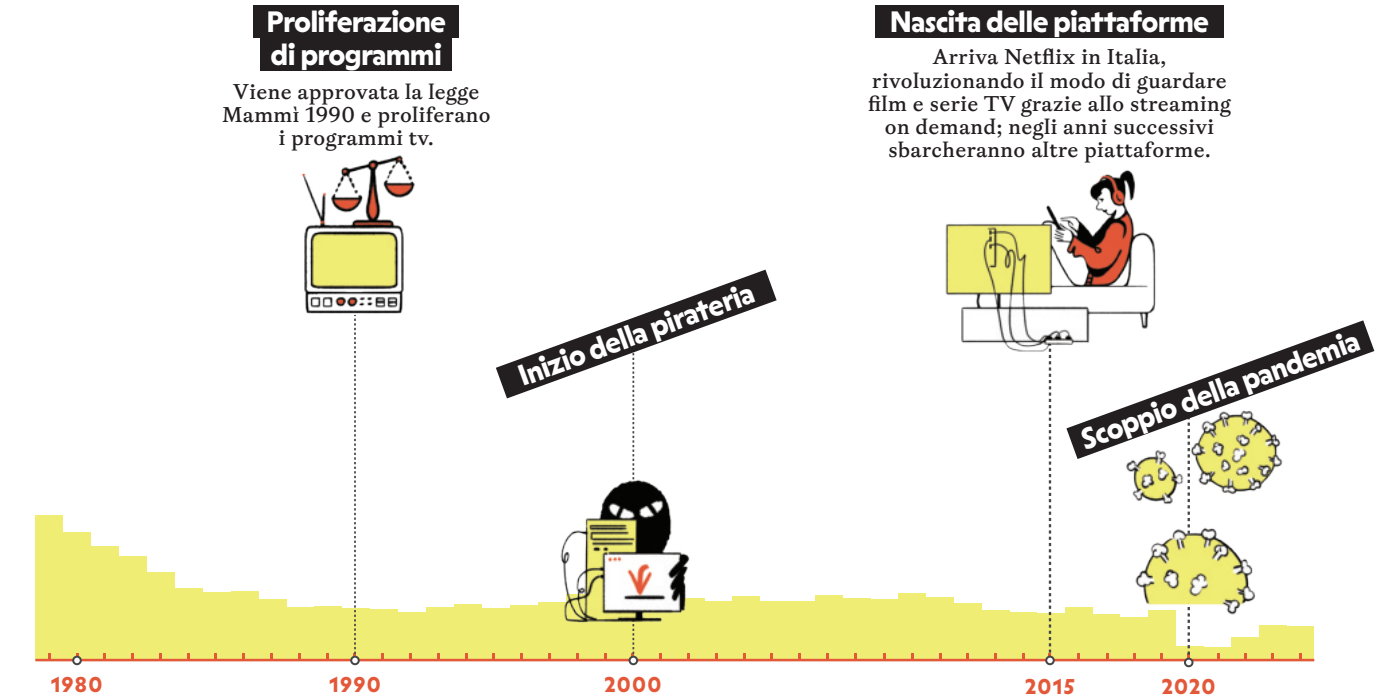 Proliferazione
di programmi
Viene approvata la legge
Mammì 1990 e proliferano
i programmi tv.
Nascita delle piattaforme
Arriva Netflix in Italia,
rivoluzionando il modo di guardare
film e serie TV grazie allo streaming
on demand; negli anni successivi
sbarcheranno altre piattaforme.
Inizio della pirateria
Scoppio della pandemia
1980
1990
2000
2015
2020